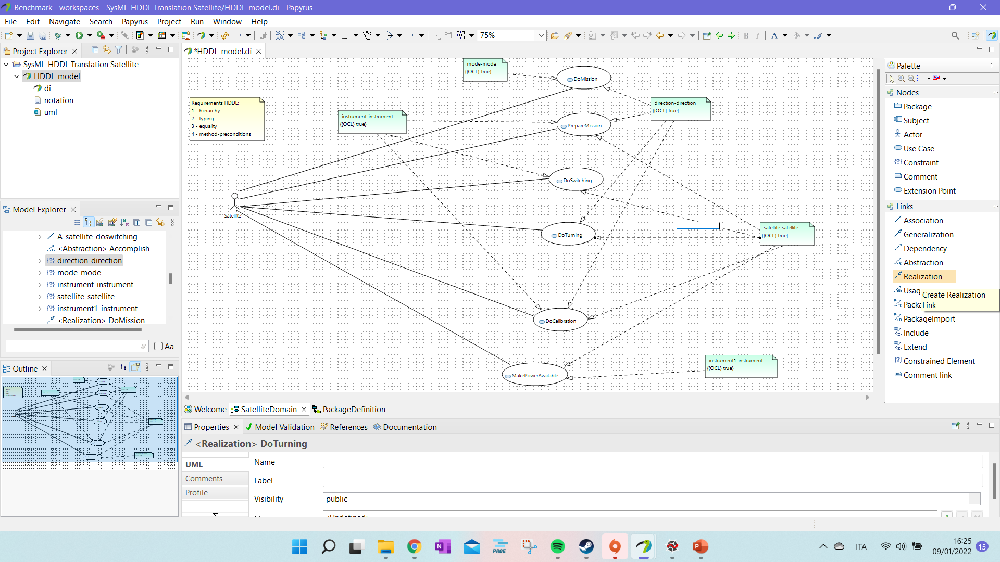 Benchmark - workspaces - SysML-HDDL Translation Satellite/HDDL_model.di - Papyrus
File Edit Navigate Search Papyrus Project Run Window Help
75%
Project Explorer
SysML-HDDL Translation Satellite
HDDL_model
di
notation
uml
Model Explorer
A_satellite_doswitching
<Abstraction> Accomplish
direction-direction
mode-mode
instrument-instrument
satellite-satellite
instrument1-instrument
<Realization> DoMission
Aa
Outline
*HDDL_model.di
mode-mode
{{OCL} true}
DoMission
Requirements HDDL:
1 - hierarchy
2 - typing
3 - equality
4 - method-preconditions
instrument-instrument
{{OCL} true}
direction-direction
{{OCL} true}
PrepareMission
DoSwitching
Satellite
DoTurning
satellite-satellite
{{OCL} true}
DoCalibration
instrument1-instrument
{{OCL} true}
MakePowerAvailable
Welcome SatelliteDomain PackageDefinition
Properties Model Validation References Documentation
<Realization> DoTurning
UML
Comments
Profile
Name
Label
Visibility public
Palette
Nodes
Package
Subject
Actor
Use Case
Constraint
Comment
Extension Point
Links
Association
Generalization
Dependency
Abstraction
Realization
Usag
Create Realization
Link
Packa
PackageImport
Include
Extend
Constrained Element
Comment link
PAGE
ITA
16:25
09/01/2022
15